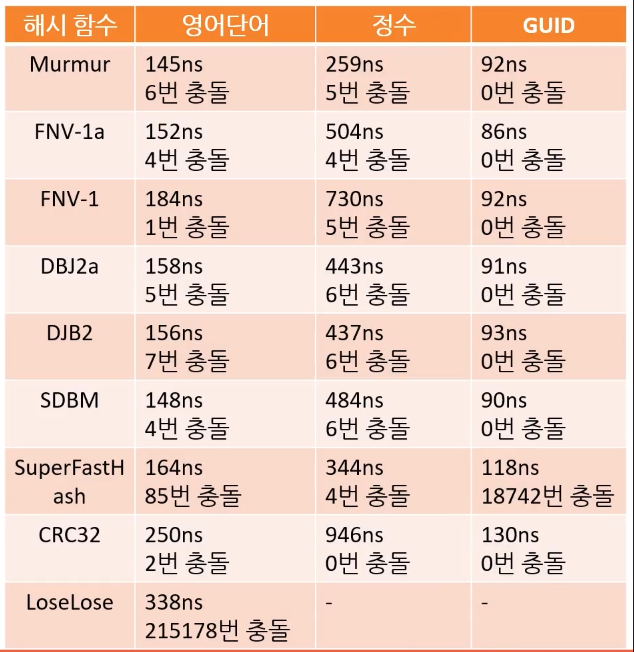 해시 함수 영어단어 정수 GUID
Murmur 145ns 259ns 92ns
6번 충돌 5번 충돌 0번 충돌
FNV-1a 152ns 504ns 86ns
4번 충돌 4번 충돌 0번 충돌
FNV-1 184ns 730ns 92ns
1번 충돌 5번 충돌 0번 충돌
DBJ2a 158ns 443ns 91ns
5번 충돌 6번 충돌 0번 충돌
DJB2 156ns 437ns 93ns
7번 충돌 6번 충돌 0번 충돌
SDBM 148ns 484ns 90ns
4번 충돌 6번 충돌 0번 충돌
SuperFastH 164ns 344ns 118ns
ash 85번 충돌 4번 충돌 18742번 충돌
CRC32 250ns 946ns 130ns
2번 충돌 0번 충돌 0번 충돌
LoseLose 338ns - -
215178번 충돌